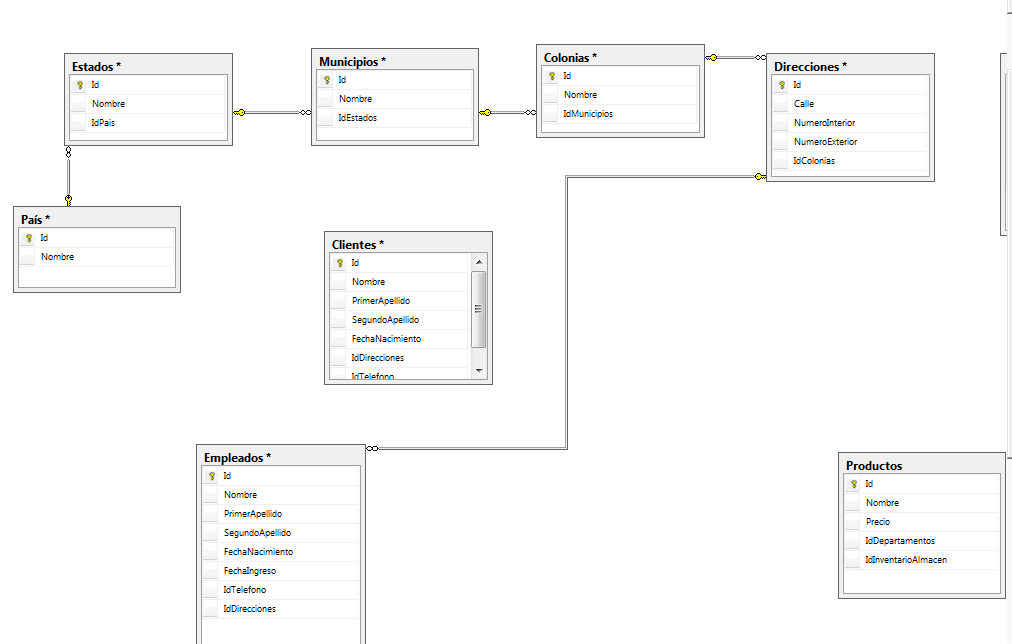 Estados *
Id
Nombre
IdPais
Municipios *
Id
Nombre
IdEstados
Colonias *
Id
Nombre
IdMunicipios
Direcciones *
Id
Calle
NumeroInterior
NumeroExterior
IdColonias
País *
Id
Nombre
Clientes *
Id
Nombre
PrimerApellido
SegundoApellido
FechaNacimiento
IdDirecciones
IdTelefono
Empleados *
Id
Nombre
PrimerApellido
SegundoApellido
FechaNacimiento
FechaIngreso
IdTelefono
IdDirecciones
Productos
Id
Nombre
Precio
IdDepartamentos
IdInventarioAlmacen